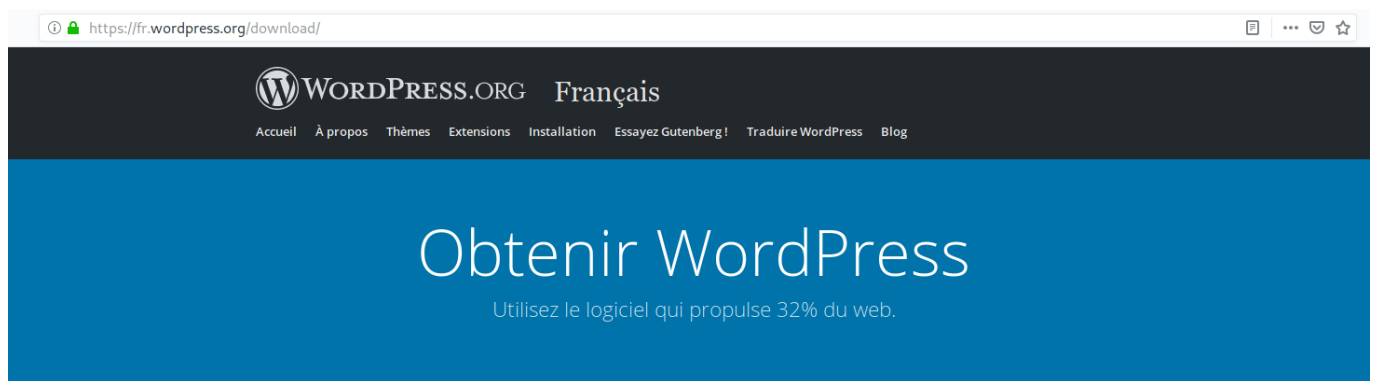 https://fr.wordpress.org/download/
WORDPRESS.ORG Français
Accueil À propos Thèmes Extensions Installation Essayez Gutenberg ! Traduire WordPress Blog
Obtenir WordPress
Utilisez le logiciel qui propulse 32% du web.